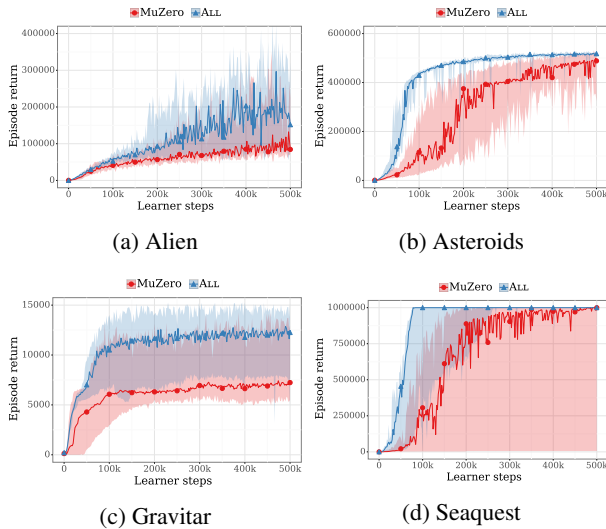 MuZero ALL
MuZero ALL
400000
300000
200000
100000
0
Episode return
0 100k 200k 300k 400k 500k
Learner steps
600000
400000
200000
0
Episode return
0 100k 200k 300k 400k 500k
Learner steps
(a) Alien
(b) Asteroids
MuZero ALL
MuZero ALL
15000
10000
5000
0
Episode return
0 100k 200k 300k 400k 500k
Learner steps
1000000
750000
500000
250000
0
Episode return
0 100k 200k 300k 400k 500k
Learner steps
(c) Gravitar
(d) Seaquest